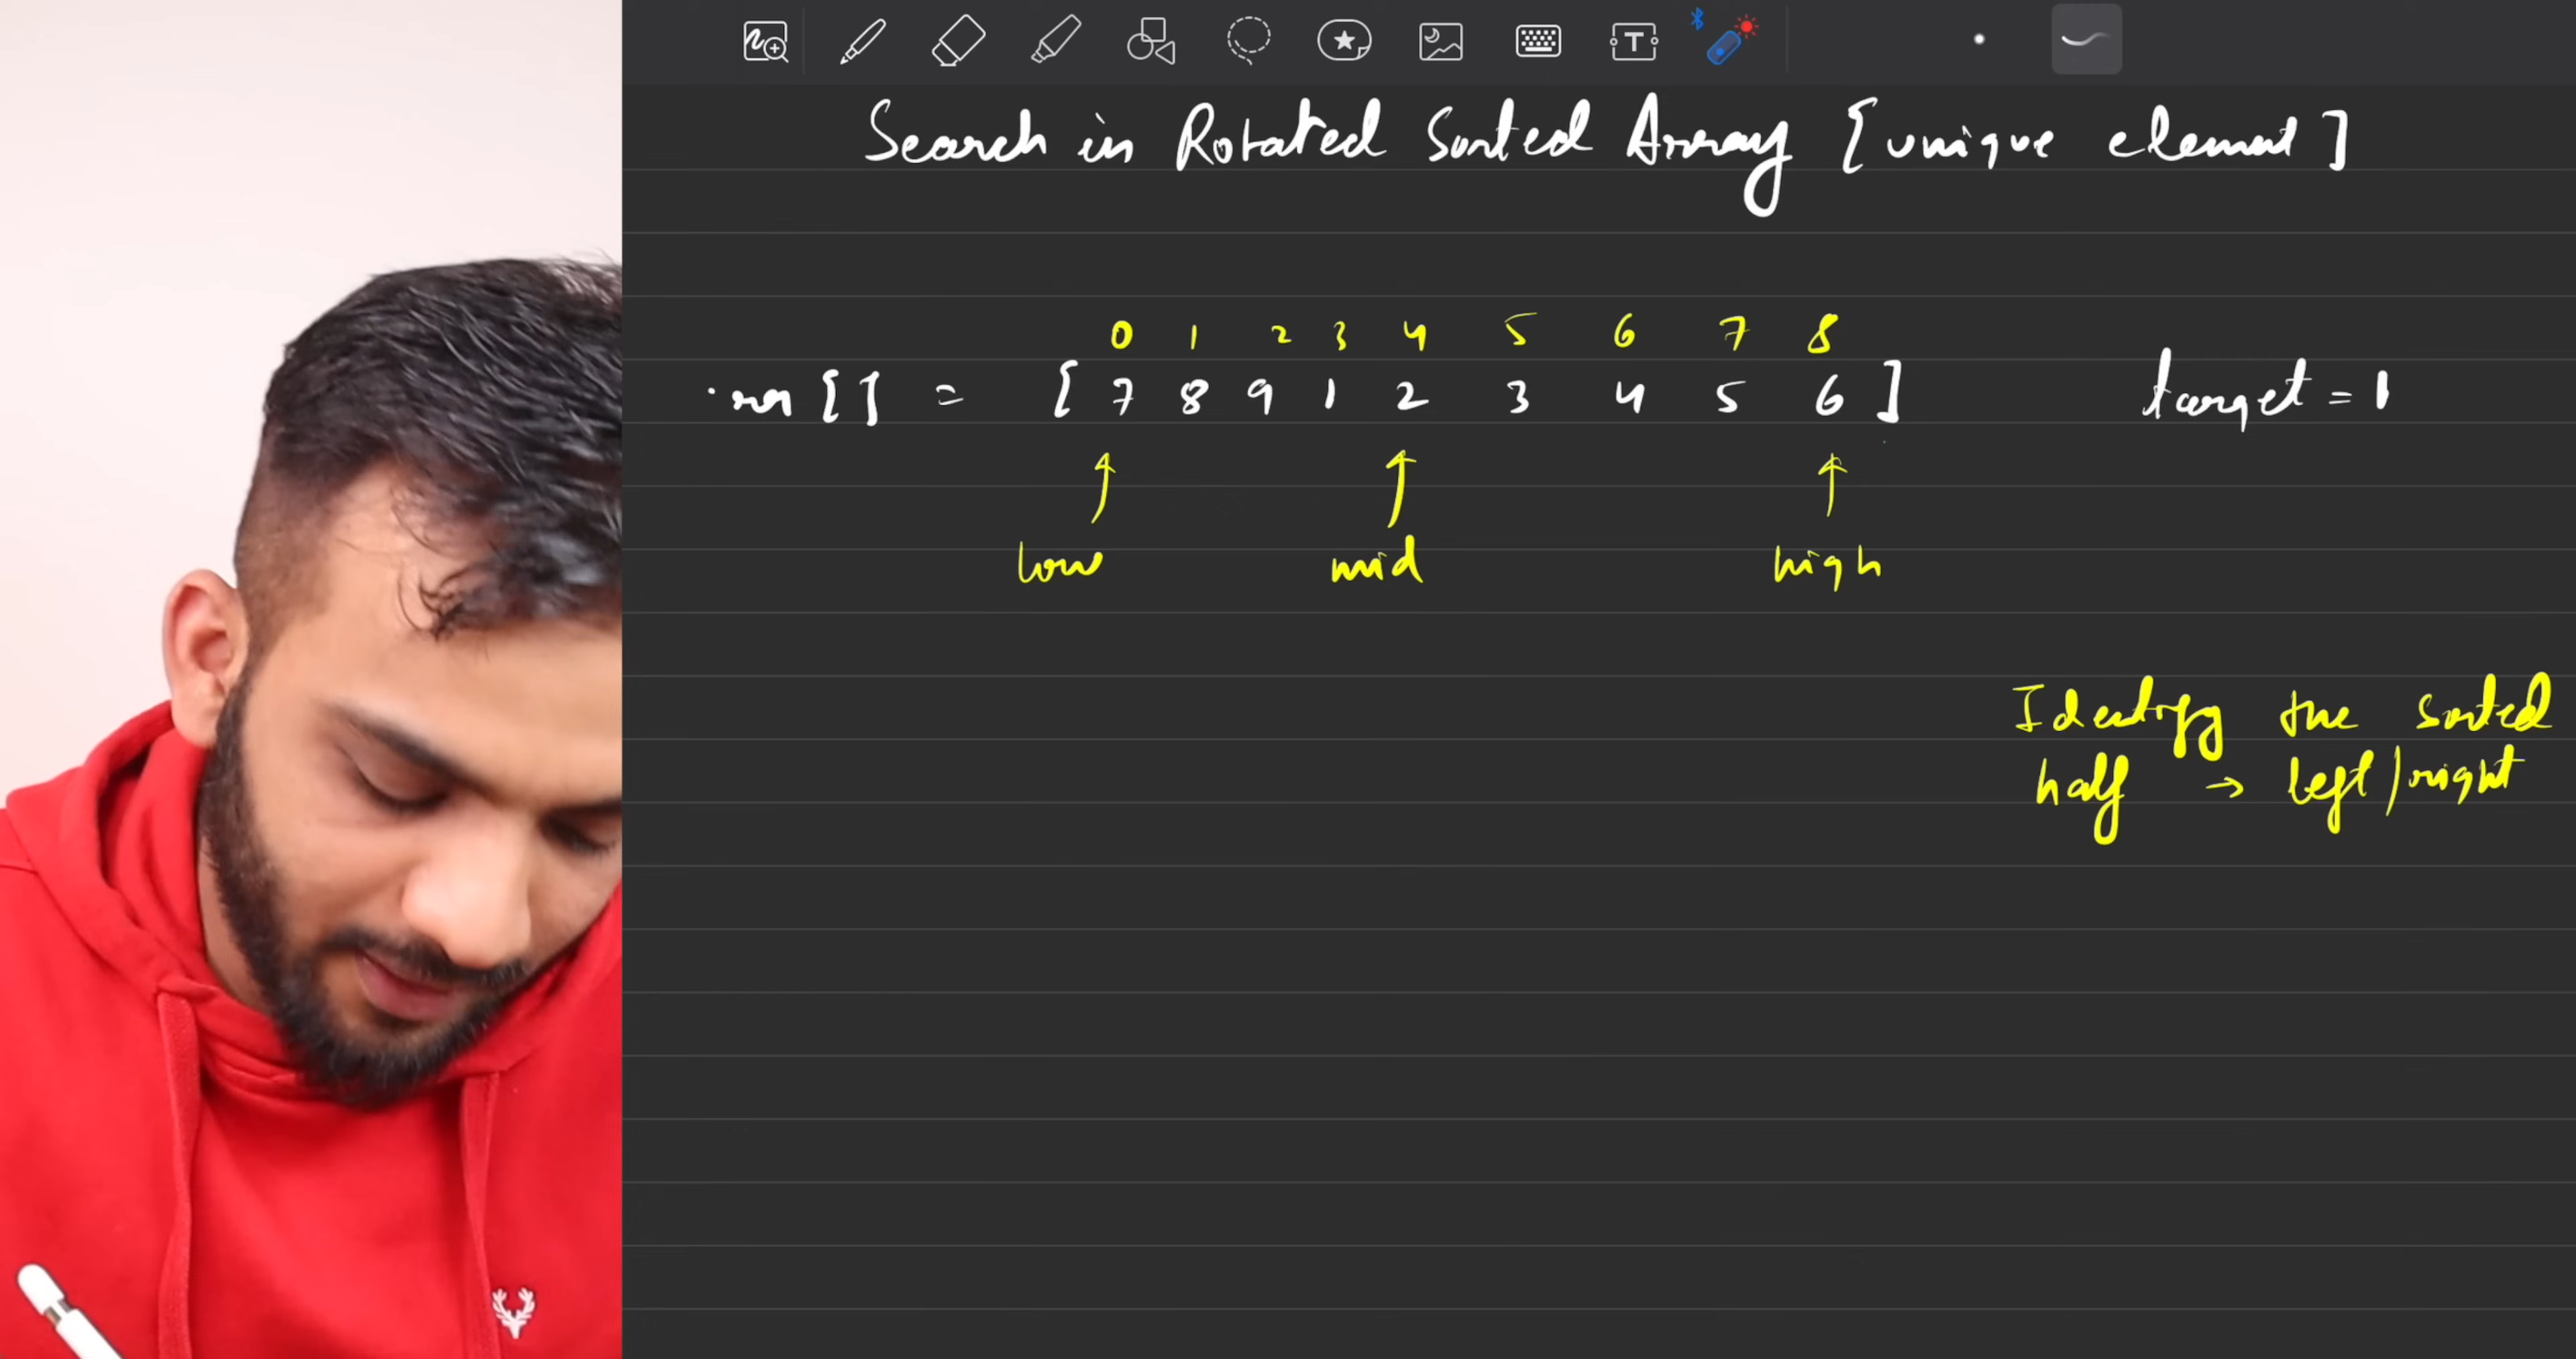 Search in Rotated Sorted Array [unique element]
0 1 2 3 4 5 6 7 8
arr[] = [ 7 8 9 1 2 3 4 5 6 ] target = 1
low mid high
Identify the sorted
half → left/right